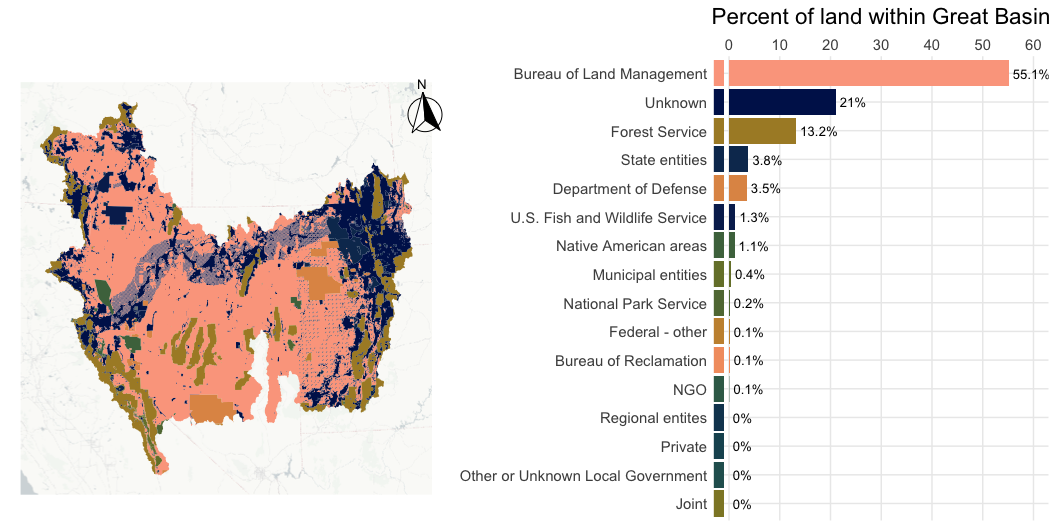 Percent of land within Great Basin
0 10 20 30 40 50 60
N
Bureau of Land Management 55.1%
Unknown 21%
Forest Service 13.2%
State entities 3.8%
Department of Defense 3.5%
U.S. Fish and Wildlife Service 1.3%
Native American areas 1.1%
Municipal entities 0.4%
National Park Service 0.2%
Federal - other 0.1%
Bureau of Reclamation 0.1%
NGO 0.1%
Regional entites 0%
Private 0%
Other or Unknown Local Government 0%
Joint 0%